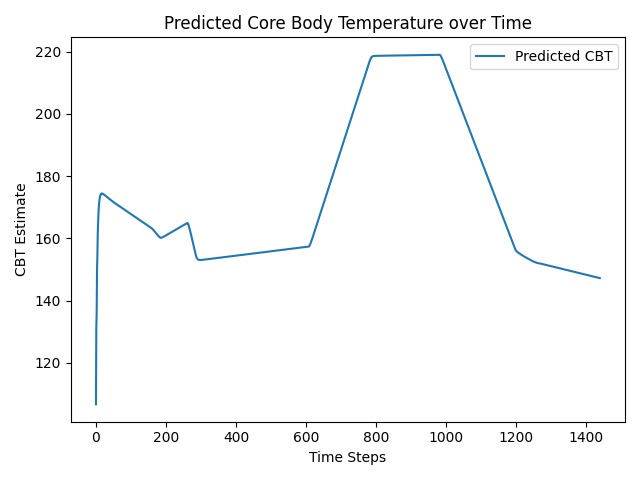 Predicted Core Body Temperature over Time
Predicted CBT
CBT Estimate
220
200
180
160
140
120
0 200 400 600 800 1000 1200 1400
Time Steps